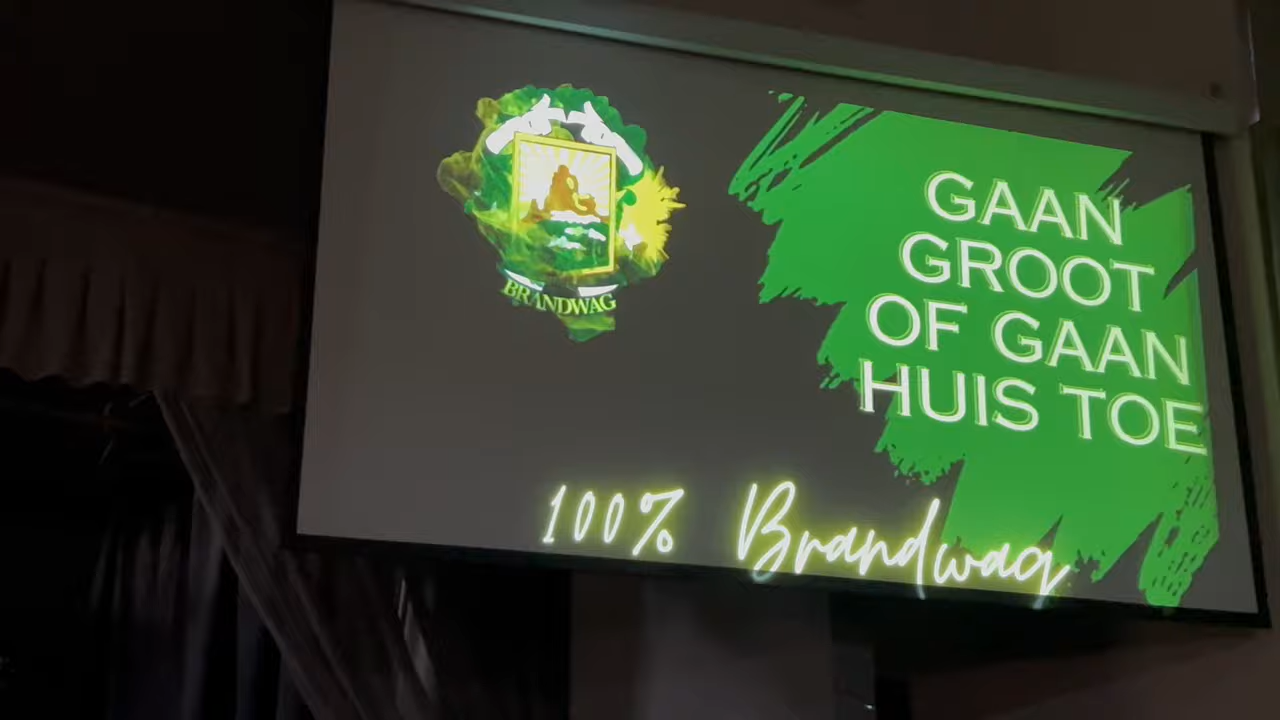 BRANDWAG
GAAN
GROOT
OF GAAN
HUIS TOE
100% Brandwag